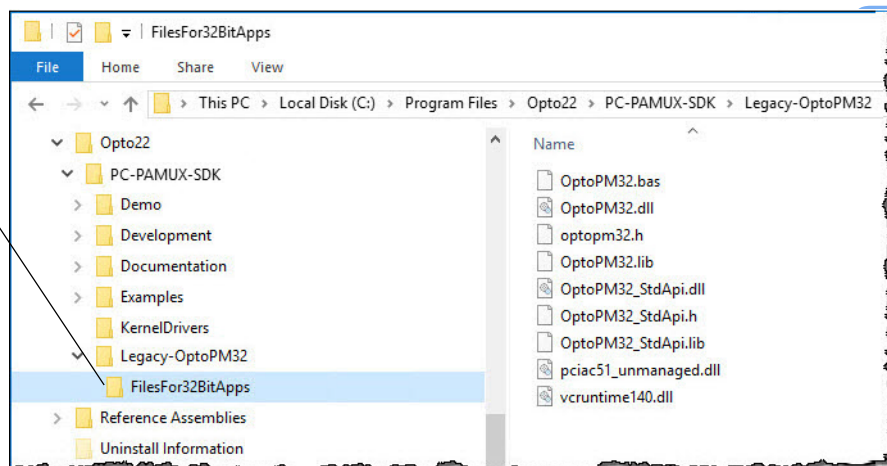 FilesFor32BitApps
File Home Share View
This PC > Local Disk (C:) > Program Files > Opto22 > PC-PAMUX-SDK > Legacy-OptoPM32
Opto22
PC-PAMUX-SDK
Demo
Development
Documentation
Examples
KernelDrivers
Legacy-OptoPM32
FilesFor32BitApps
Reference Assemblies
Uninstall Information
Name
OptoPM32.bas
OptoPM32.dll
optopm32.h
OptoPM32.lib
OptoPM32_StdApi.dll
OptoPM32_StdApi.h
OptoPM32_StdApi.lib
pciac51_unmanaged.dll
vcruntime140.dll